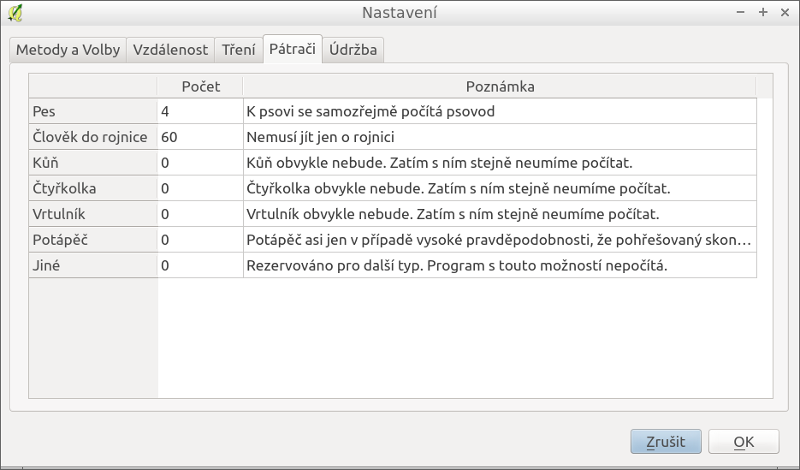 Nastavení
Metody a Volby Vzdálenost Tření Pátrači Údržba
Počet Poznámka
Pes 4 K psovi se samozřejmě počítá psovod
Člověk do rojnice 60 Nemusí jít jen o rojnici
Kůň 0 Kůň obvykle nebude. Zatím s ním stejně neumíme počítat.
Čtyřkolka 0 Čtyřkolka obvykle nebude. Zatím s ním stejně neumíme počítat.
Vrtulník 0 Vrtulník obvykle nebude. Zatím s ním stejně neumíme počítat.
Potápěč 0 Potápěč asi jen v případě vysoké pravděpodobnosti, že pohřešovaný skon...
Jiné 0 Rezervováno pro další typ. Program s touto možností nepočítá.
Zrušit OK